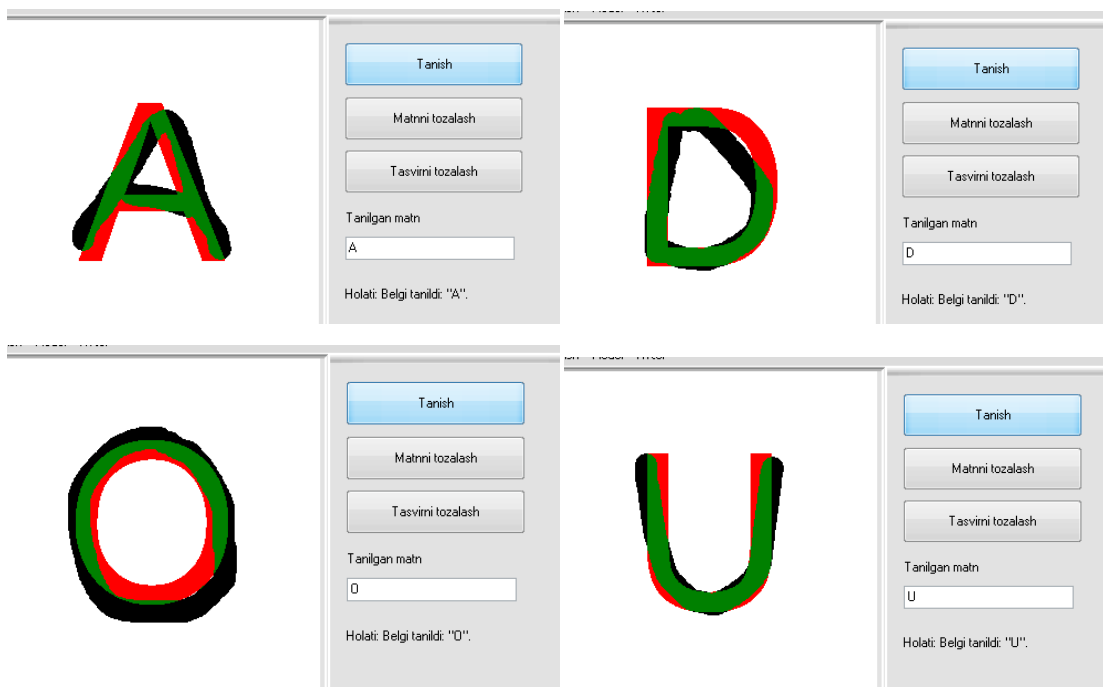 A
Tanish
Matnni tozalash
Tasvirni tozalash
Tanilgan matn
A
Holati: Belgi tanildi: "A".
D
Tanish
Matnni tozalash
Tasvirni tozalash
Tanilgan matn
D
Holati: Belgi tanildi: "D".
O
Tanish
Matnni tozalash
Tasvirni tozalash
Tanilgan matn
O
Holati: Belgi tanildi: "O".
U
Tanish
Matnni tozalash
Tasvirni tozalash
Tanilgan matn
U
Holati: Belgi tanildi: "U".